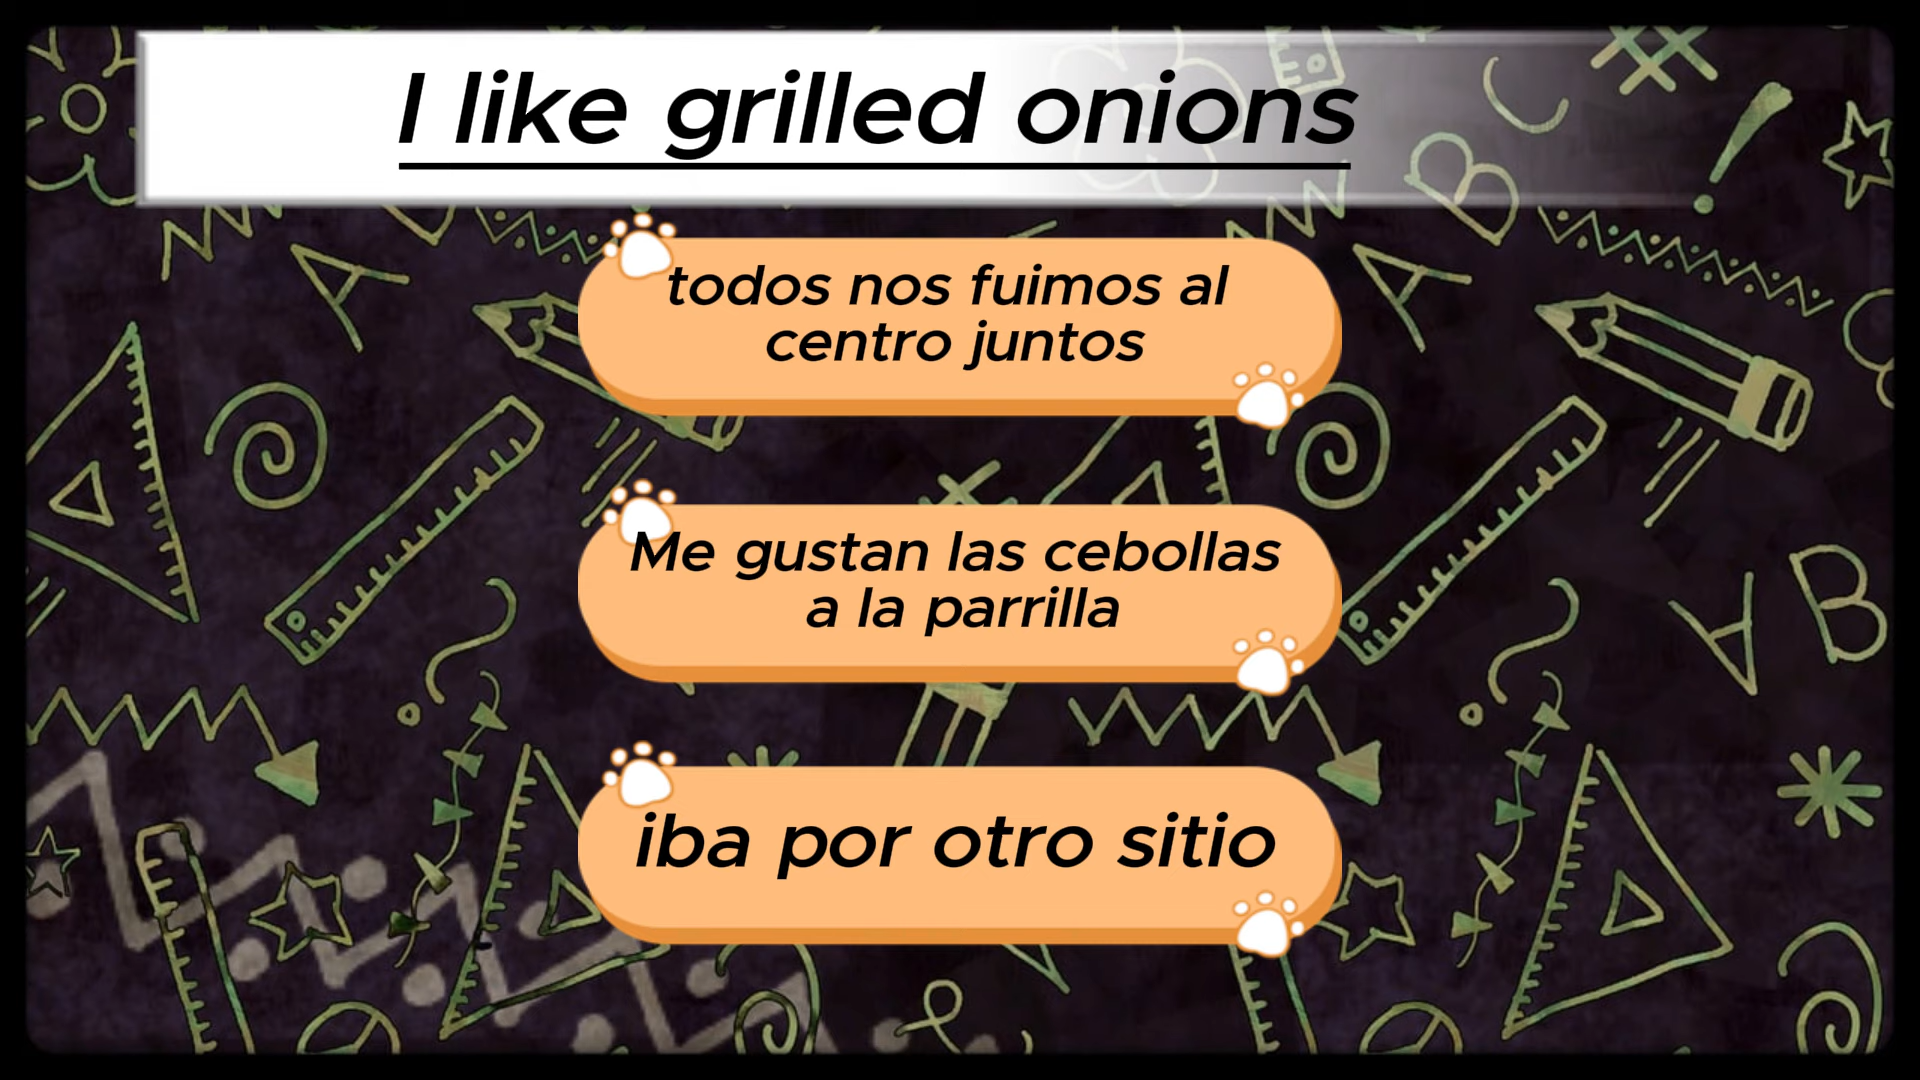 I like grilled onions
todos nos fuimos al
centro juntos
Me gustan las cebollas
a la parrilla
iba por otro sitio